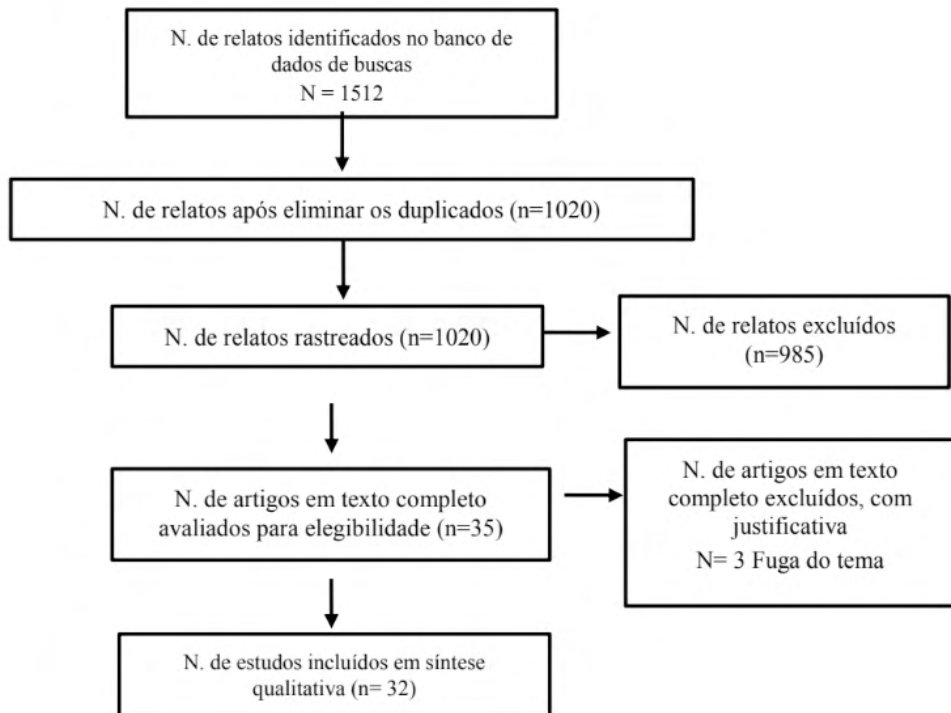 N. de relatos identificados no banco de
dados de buscas
N = 1512
N. de relatos após eliminar os duplicados (n=1020)
N. de relatos rastreados (n=1020)
N. de relatos excluídos
(n=985)
N. de artigos em texto completo
avaliados para elegibilidade (n=35)
N. de artigos em texto
completo excluídos, com
justificativa
N= 3 Fuga do tema
N. de estudos incluídos em síntese
qualitativa (n= 32)